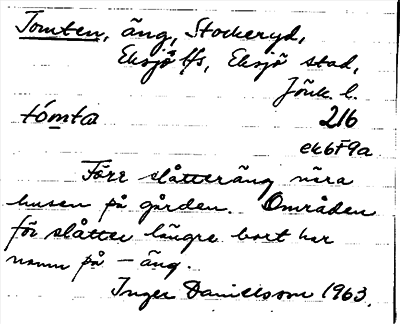 Tomten, äng, Stockeryd,
Eksjö lfs, Eksjö stad,
Jönk. l.
tómta 216
ek6F9a
Förr slåtteräng nära
husen på gården. Områden
för slåtter längre bort har
namn på - äng.
Inger Danielsson 1963.